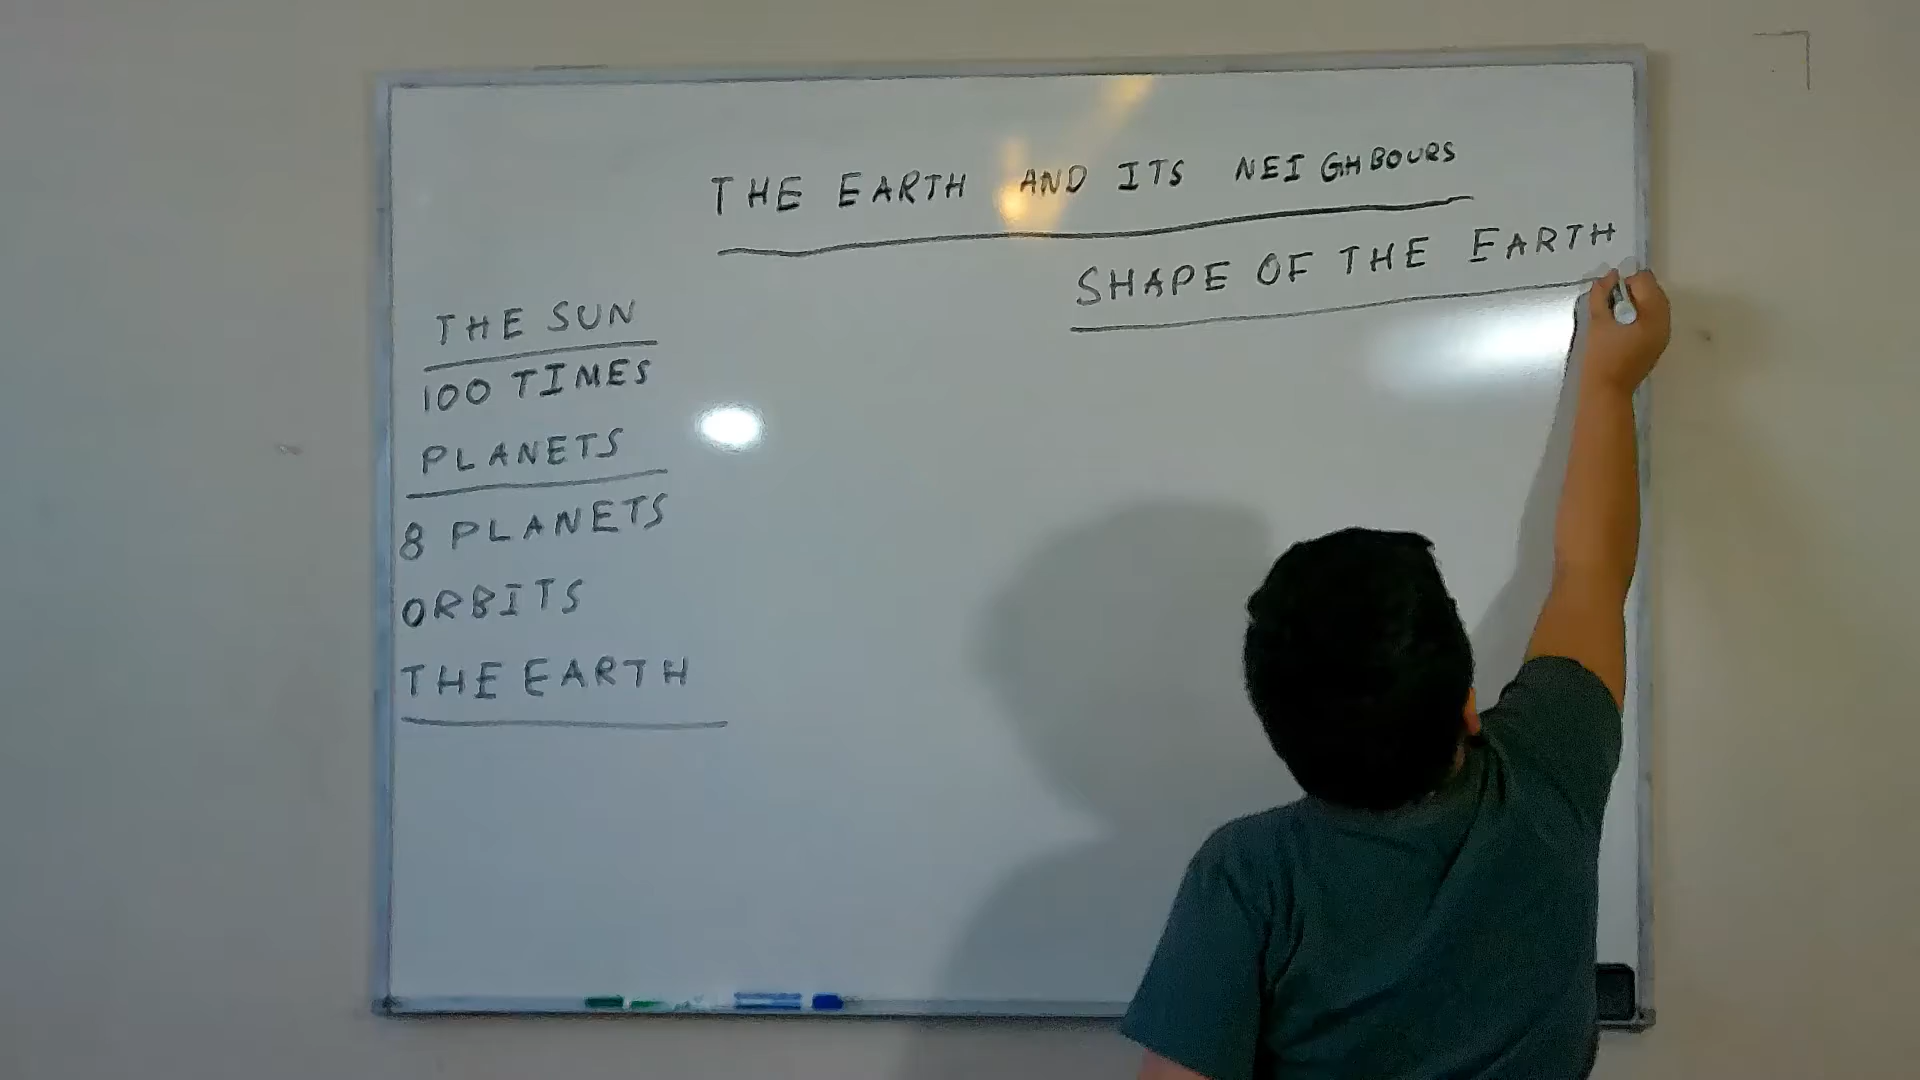 THE EARTH AND ITS NEIGHBOURS
SHAPE OF THE EARTH
THE SUN
100 TIMES
PLANETS
8 PLANETS
ORBITS
THE EARTH